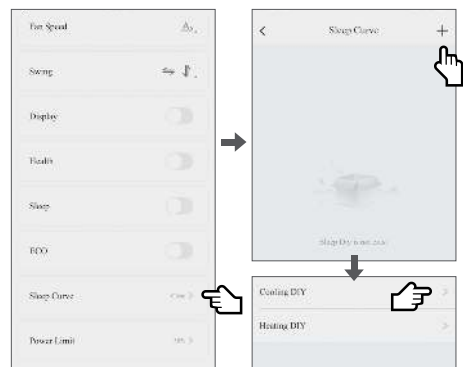 Fan Speed
Swing
Display
Health
Sleep
ECO
Sleep Curve
Power Limit
Sleep Curve
Cooling DIY
Heating DIY